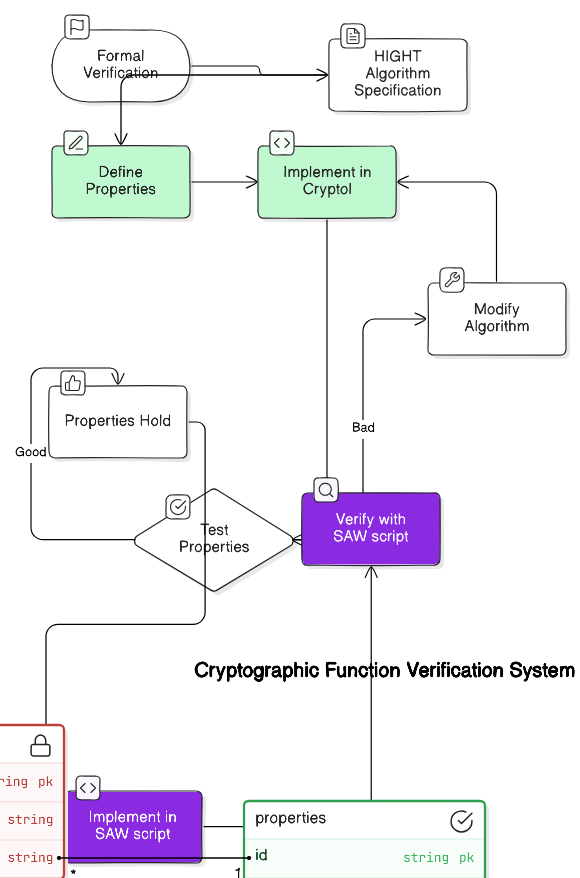 Formal
Verification
HIGHT
Algorithm
Specification
Define
Properties
Implement in
Cryptol
Modify
Algorithm
Properties Hold
Bad
Good
Test
Properties
Verify with
SAW script
Cryptographic Function Verification System
pk
string
string
Implement in
SAW script
properties
id
string pk
*
1